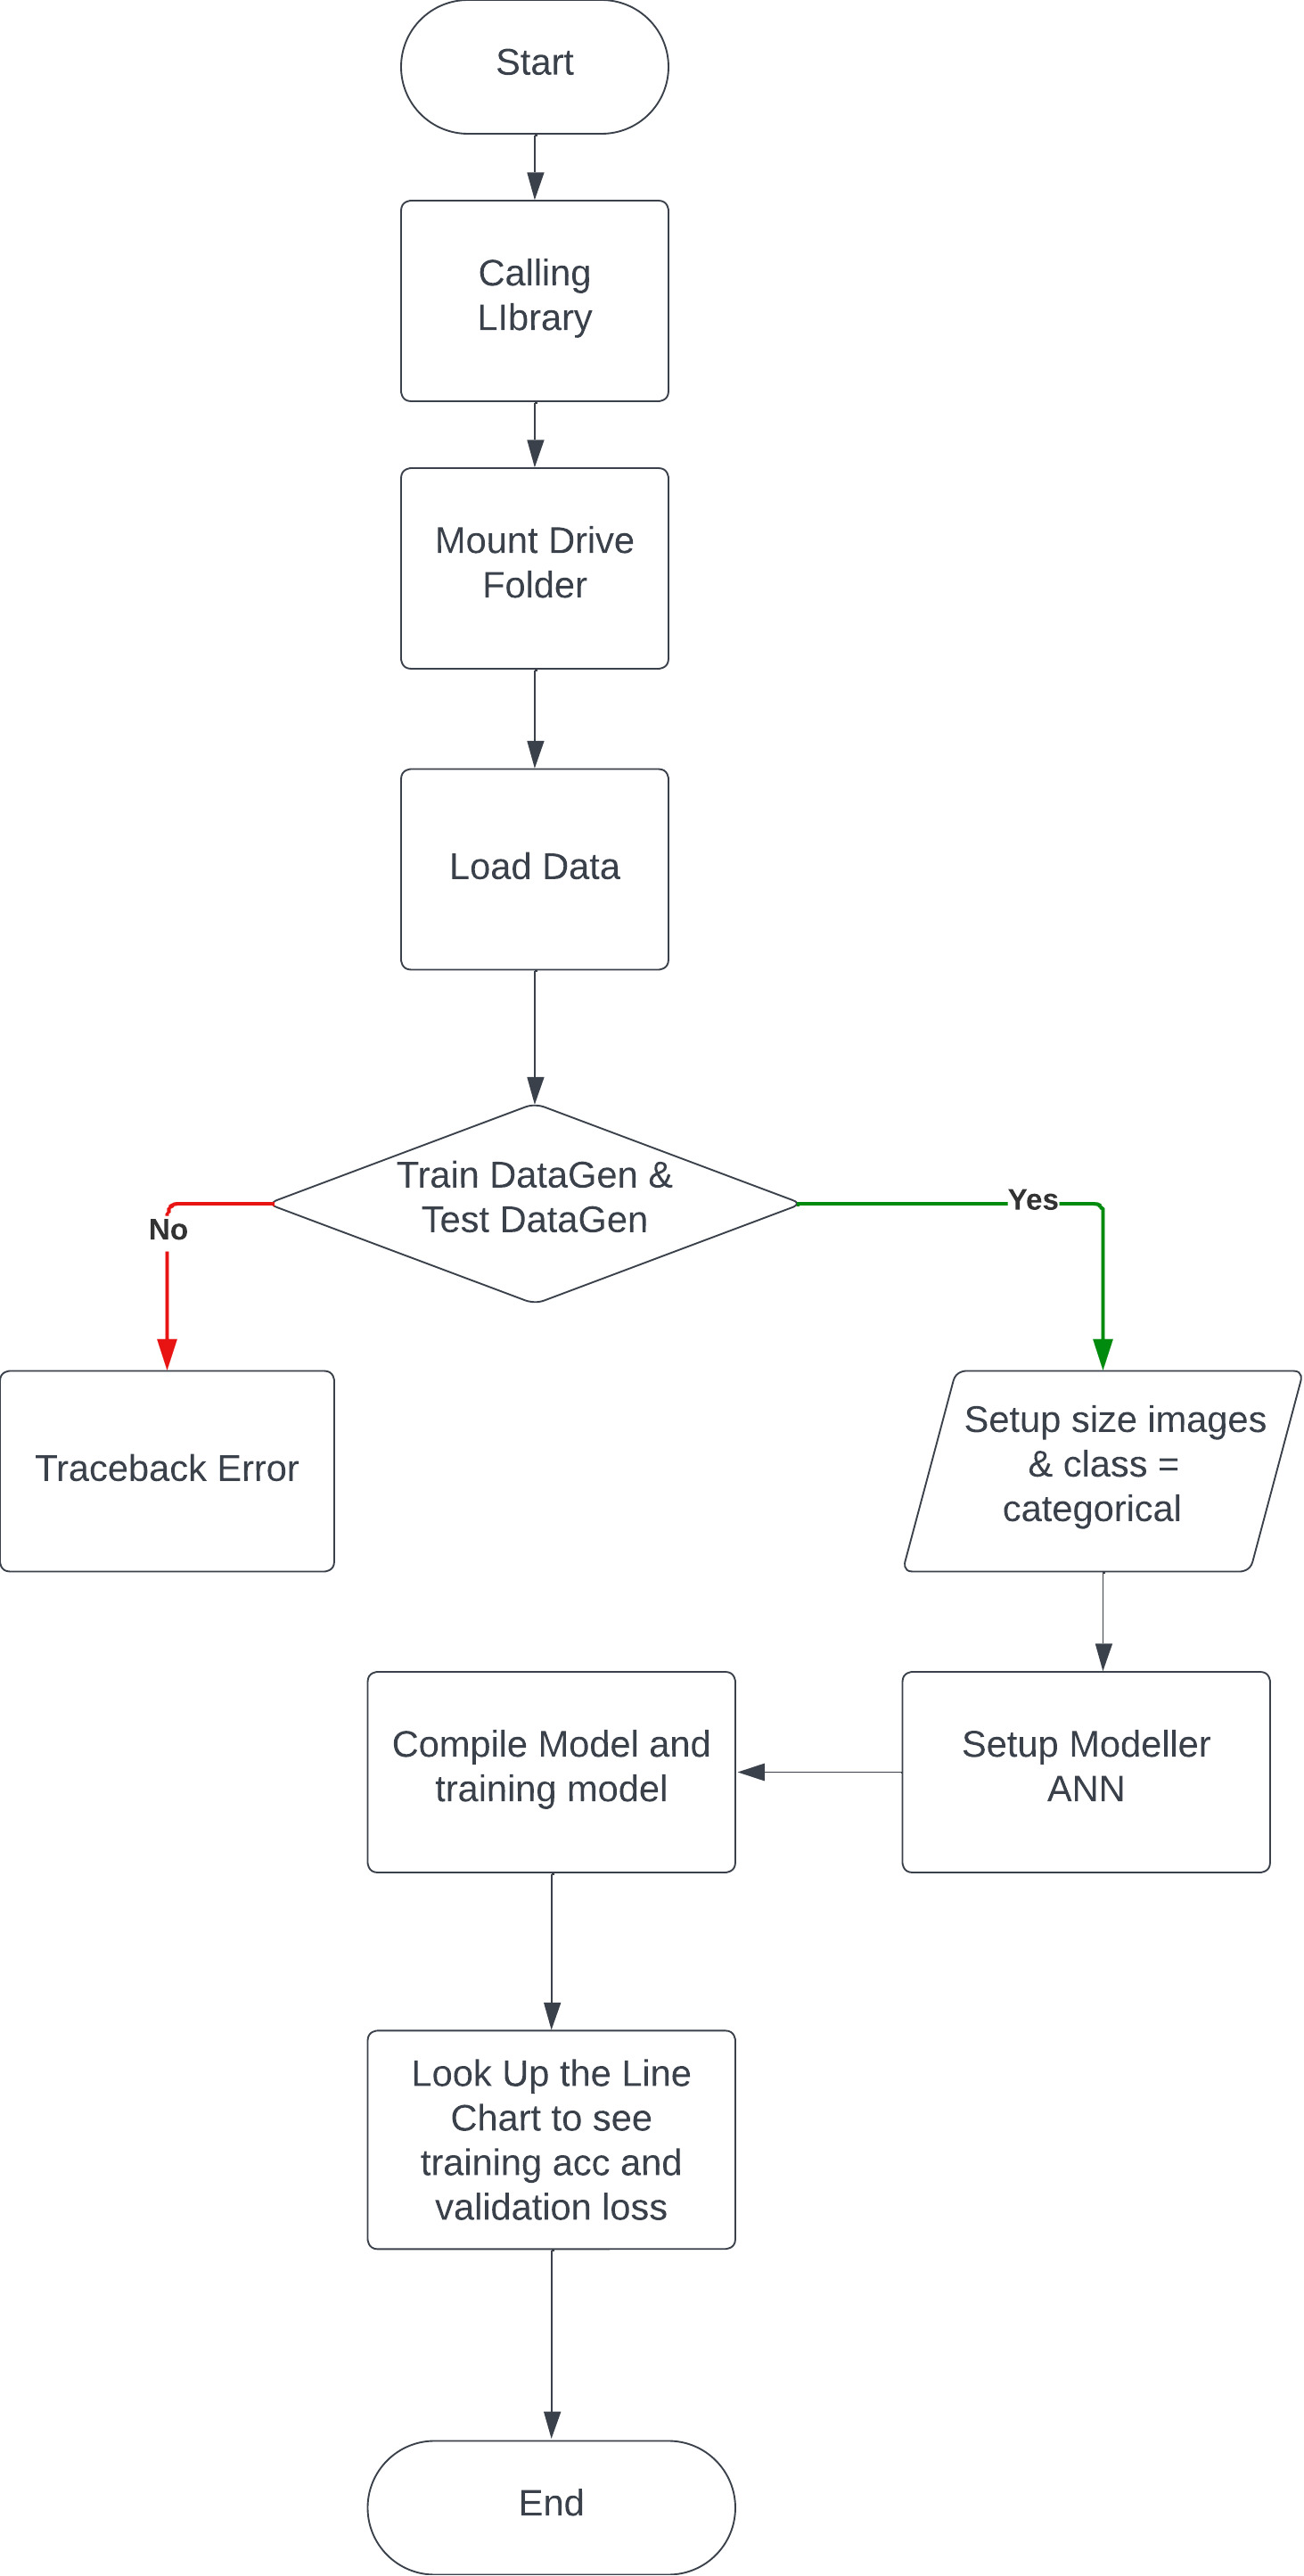 Start
Calling
LIbrary
Mount Drive
Folder
Load Data
Train DataGen &
Test DataGen
No
Yes
Traceback Error
Setup size images
& class =
categorical
Setup Modeller
ANN
Compile Model and
training model
Look Up the Line
Chart to see
training acc and
validation loss
End